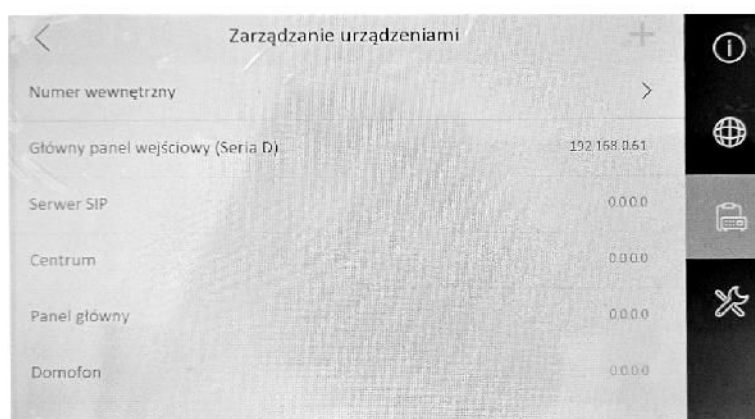 Zarządzanie urządzeniami
Numer wewnętrzny
Główny panel wejściowy (Seria D) 192.168.0.61
Serwer SIP 0.0.0.0
Centrum 0.0.0.0
Panel główny 0.0.0.0
Domofon 0.0.0.0